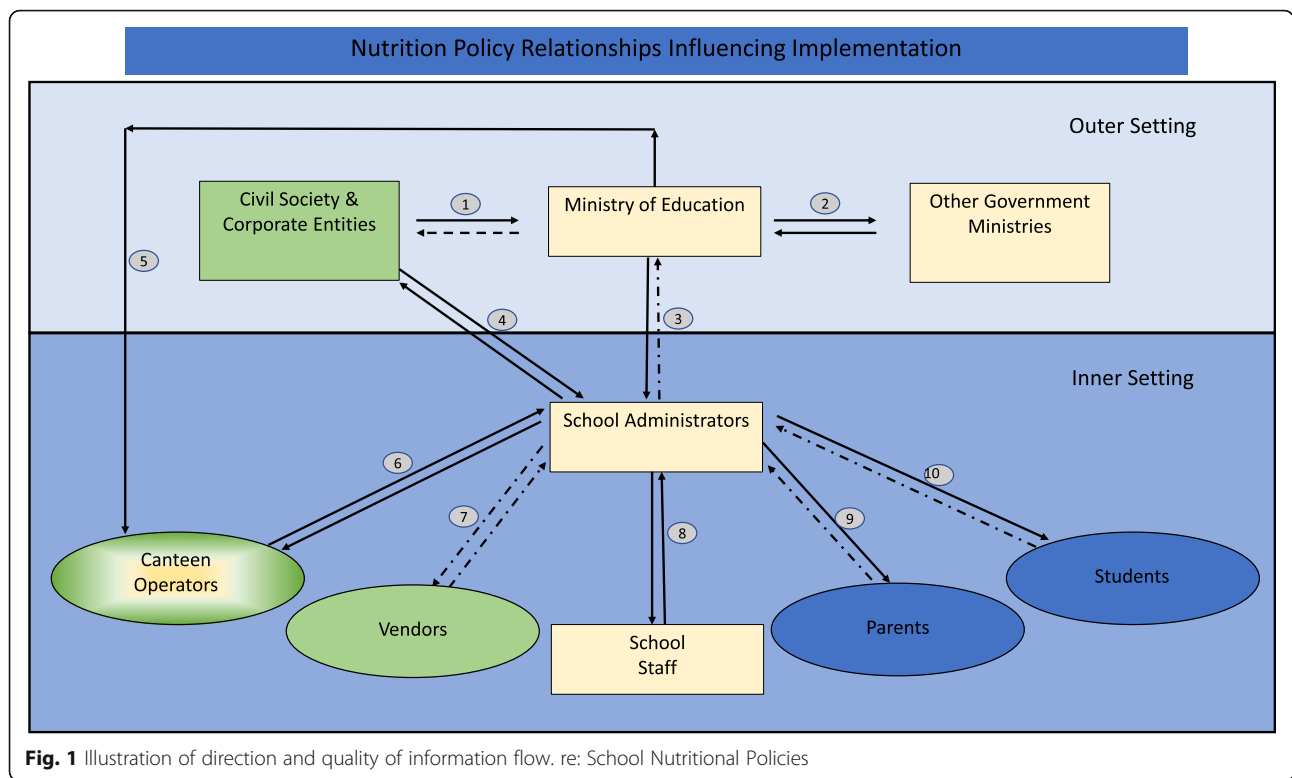 Nutrition Policy Relationships Influencing Implementation
Outer Setting
Civil Society &
Corporate Entities
1
Ministry of Education
2
Other Government
Ministries
5
4
3
Inner Setting
School Administrators
6
7
8
9
10
Canteen
Operators
Vendors
School
Staff
Parents
Students
Fig. 1 Illustration of direction and quality of information flow. re: School Nutritional Policies